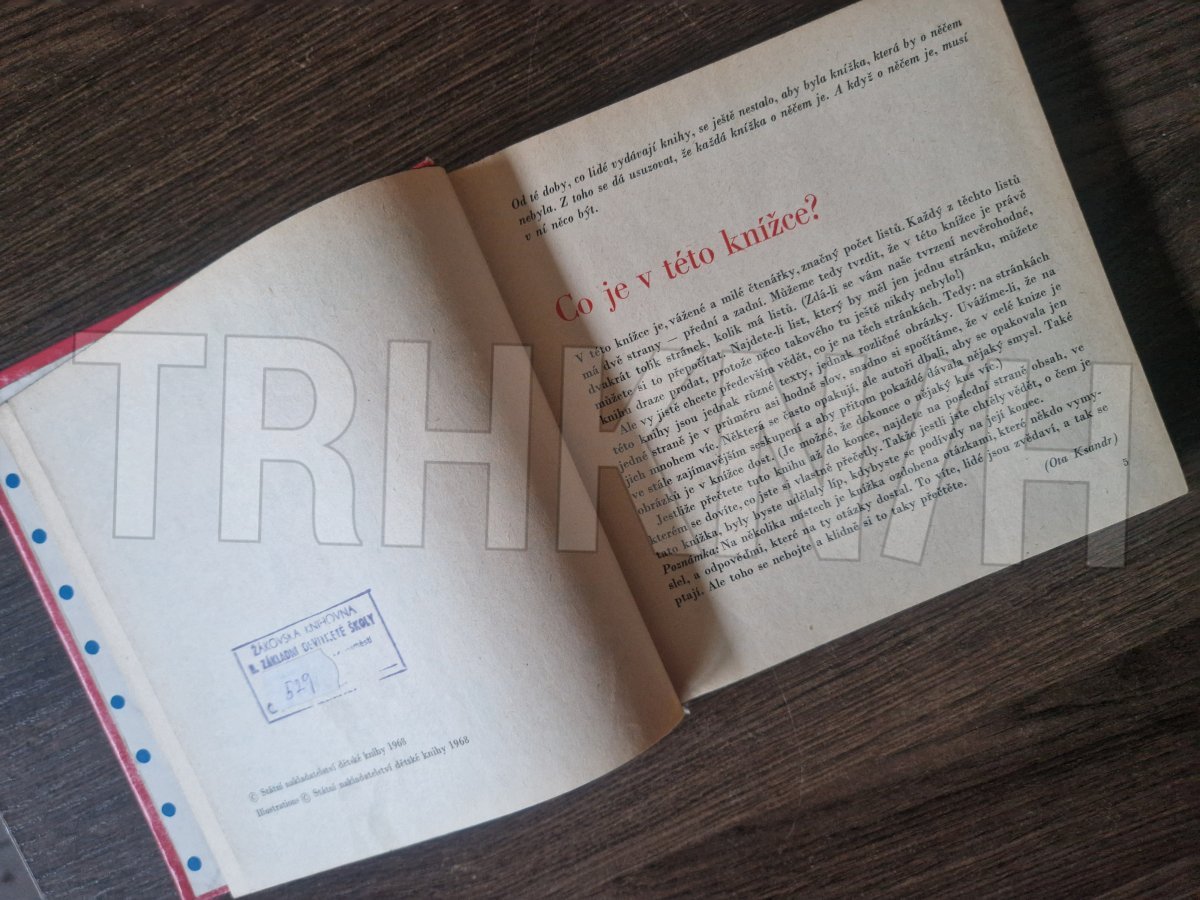 ŽÁKOVSKÁ KNIHOVNA
ZÁKLADNÍ DEVÍTILETÉ ŠKOLY
529
© Státní nakladatelství dětské knihy 1968
Illustrations © Státní nakladatelství dětské knihy 1968
Od té doby, co lidé vydávají knihy, se ještě nestalo, aby byla knížka, která by o něčem
nebyla. Z toho se dá usuzovat, že každá knížka o něčem je. A když o něčem je, musí
v ní něco být.
Co je v této knížce?
V této knížce je, vážené a milé čtenářky, značný počet listů. Každý z těchto listů
má dvě strany — přední a zadní. Můžeme tedy tvrdit, že v této knížce je právě
dvakrát tolik stránek, kolik má listů. (Zdá-li se vám naše tvrzení nevěrohodné,
můžete si to přepočítat. Najdete-li list, který by měl jen jednu stránku, můžete
knihu draze prodat, protože něco takového tu ještě nikdy nebylo!)
Ale vy jistě chcete především vědět, co je na těch stránkách. Tedy: na stránkách
této knihy jsou jednak různé texty, jednak rozličné obrázky. Uvážíme-li, že na
jedné straně je v průměru asi hodně slov, snadno si spočítáme, že v celé knize je
jich mnohem víc. Některá se často opakují, ale autoři dbali, aby se opakovala jen
ve stále zajímavějším seskupení a aby přitom pokaždé dávala nějaký smysl. Také
obrázků je v knížce dost. (Je možné, že dokonce o nějaký kus víc.)
Jestliže přečtete tuto knihu až do konce, najdete na poslední straně obsah, ve
kterém se dovíte, co jste si vlastně přečetly. Takže jestli jste chtěly vědět, o čem je
tato knížka, byly byste udělaly líp, kdybyste se podívaly na její konec.
Poznámka: Na několika místech je knížka ozdobena otázkami, které někdo vymy-
slel, a odpověďmi, které na ty otázky dostal. To víte, lidé jsou zvědaví, a tak se
ptají. Ale toho se nebojte a klidně si to taky přečtěte.
(Ota Ksandr)
5
TRHKNIH